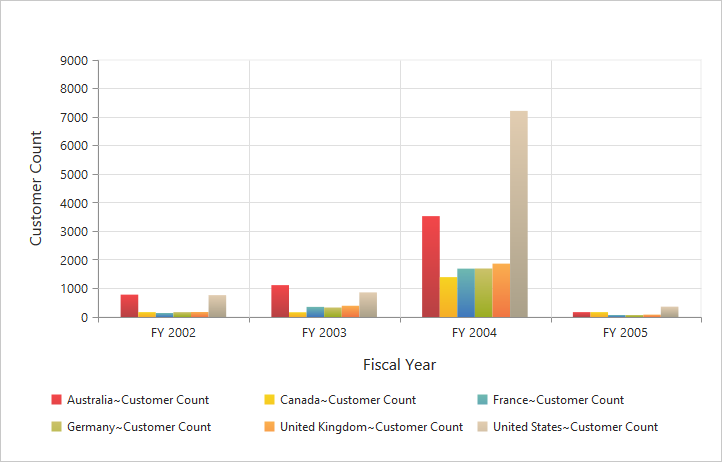 9000
8000
7000
6000
5000
4000
3000
2000
1000
0
Customer Count
FY 2002 FY 2003 FY 2004 FY 2005
Fiscal Year
Australia~Customer Count Canada~Customer Count France~Customer Count
Germany~Customer Count United Kingdom~Customer Count United States~Customer Count